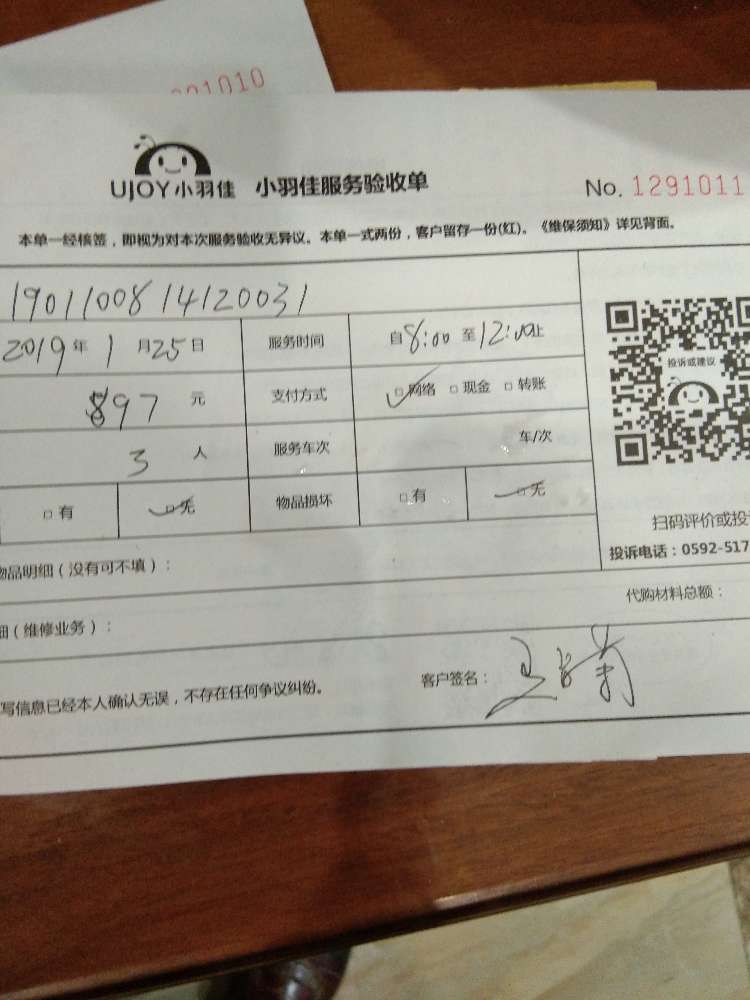 001010
UJOY小羽佳 小羽佳服务验收单 No. 1291011
本单一经核签，即视为对本次服务验收无异议。本单一式两份，客户留存一份(红)。《维保须知》详见背面。
1901100814120031
2019年1月25日 服务时间 自8:00至12:00止
897元 支付方式 □网络 □现金 □转账
3人 服务车次 车/次
□有 □无 物品损坏 □有 □无
投诉或建议
扫码评价或投
投诉电话：0592-517
物品明细（没有可不填）：
代购材料总额：
细（维修业务）：
写信息已经本人确认无误，不存在任何争议纠纷。 客户签名：